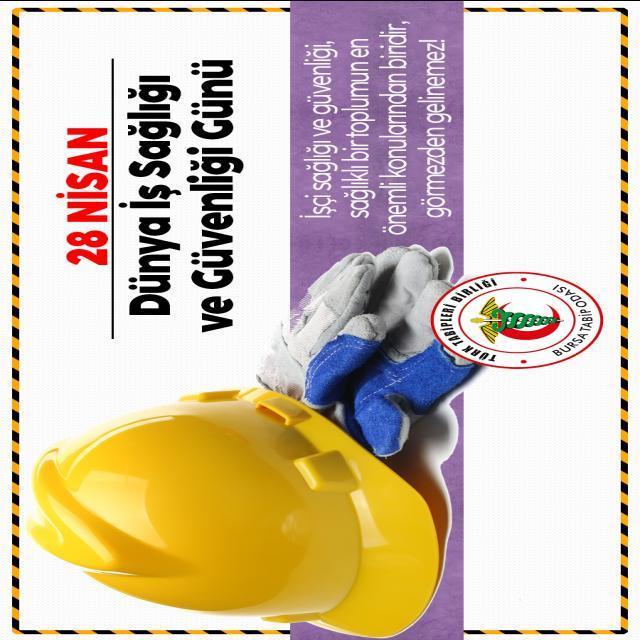 28 NİSAN
Dünya İş Sağlığı
ve Güvenliği Günü
İşçi sağlığı ve güvenliği,
sağlıklı bir toplumun en
önemli konularından biridir,
görmezden gelinemez!
TÜRK TABİPLERİ BİRLİĞİ
BURSA TABİP ODASI